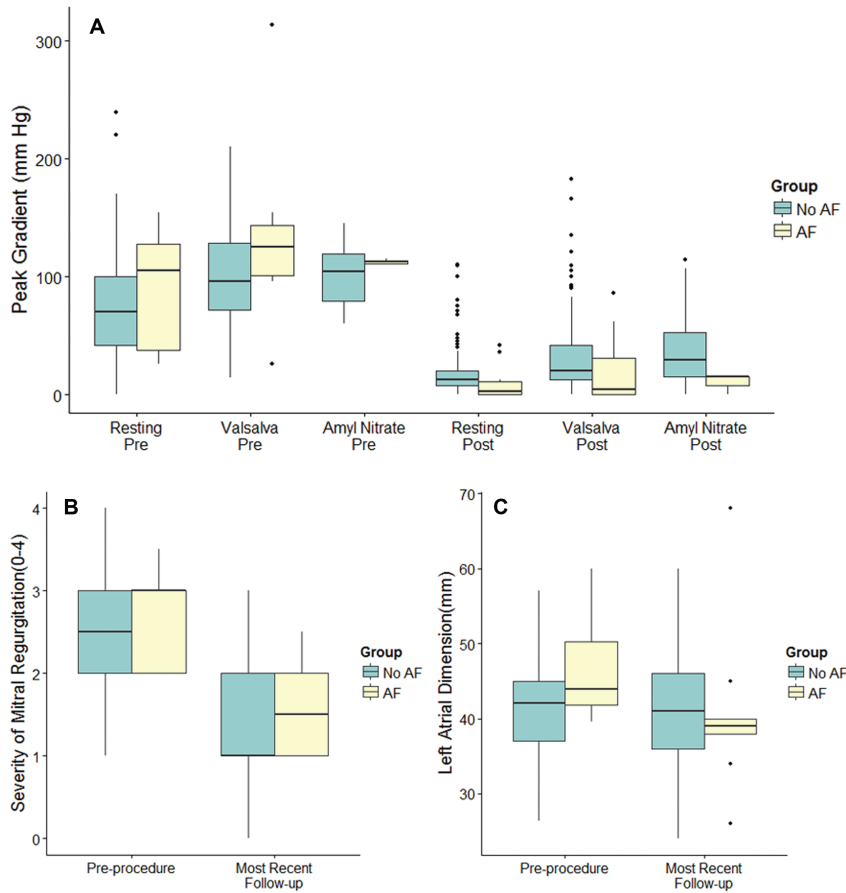 A
Peak Gradient (mm Hg)
300
200
100
0
Resting
Pre
Valsalva
Pre
Amyl Nitrate
Pre
Resting
Post
Valsalva
Post
Amyl Nitrate
Post
Group
No AF
AF
B
Severity of Mitral Regurgitation(0-4)
4
3
2
1
0
Pre-procedure
Most Recent
Follow-up
Group
No AF
AF
C
Left Atrial Dimension(mm)
70
60
50
40
30
Pre-procedure
Most Recent
Follow-up
Group
No AF
AF